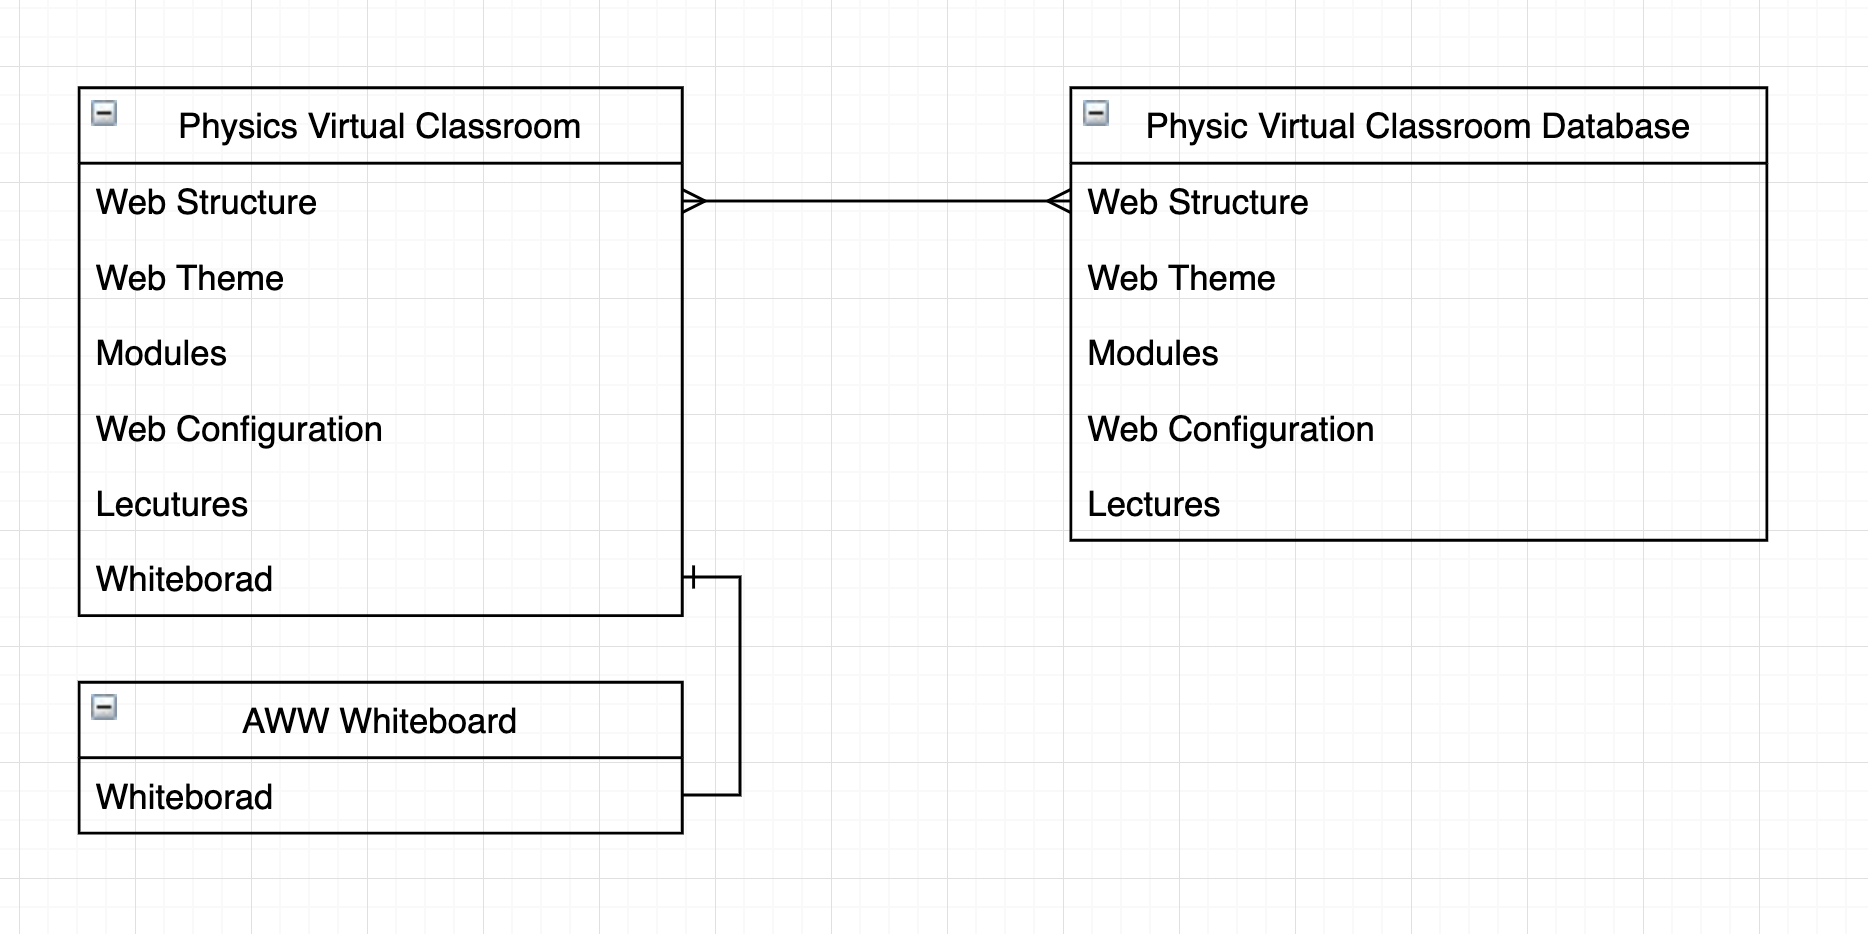 Physics Virtual Classroom
Web Structure
Web Theme
Modules
Web Configuration
Lecutures
Whiteborad
Physic Virtual Classroom Database
Web Structure
Web Theme
Modules
Web Configuration
Lectures
AWW Whiteboard
Whiteborad